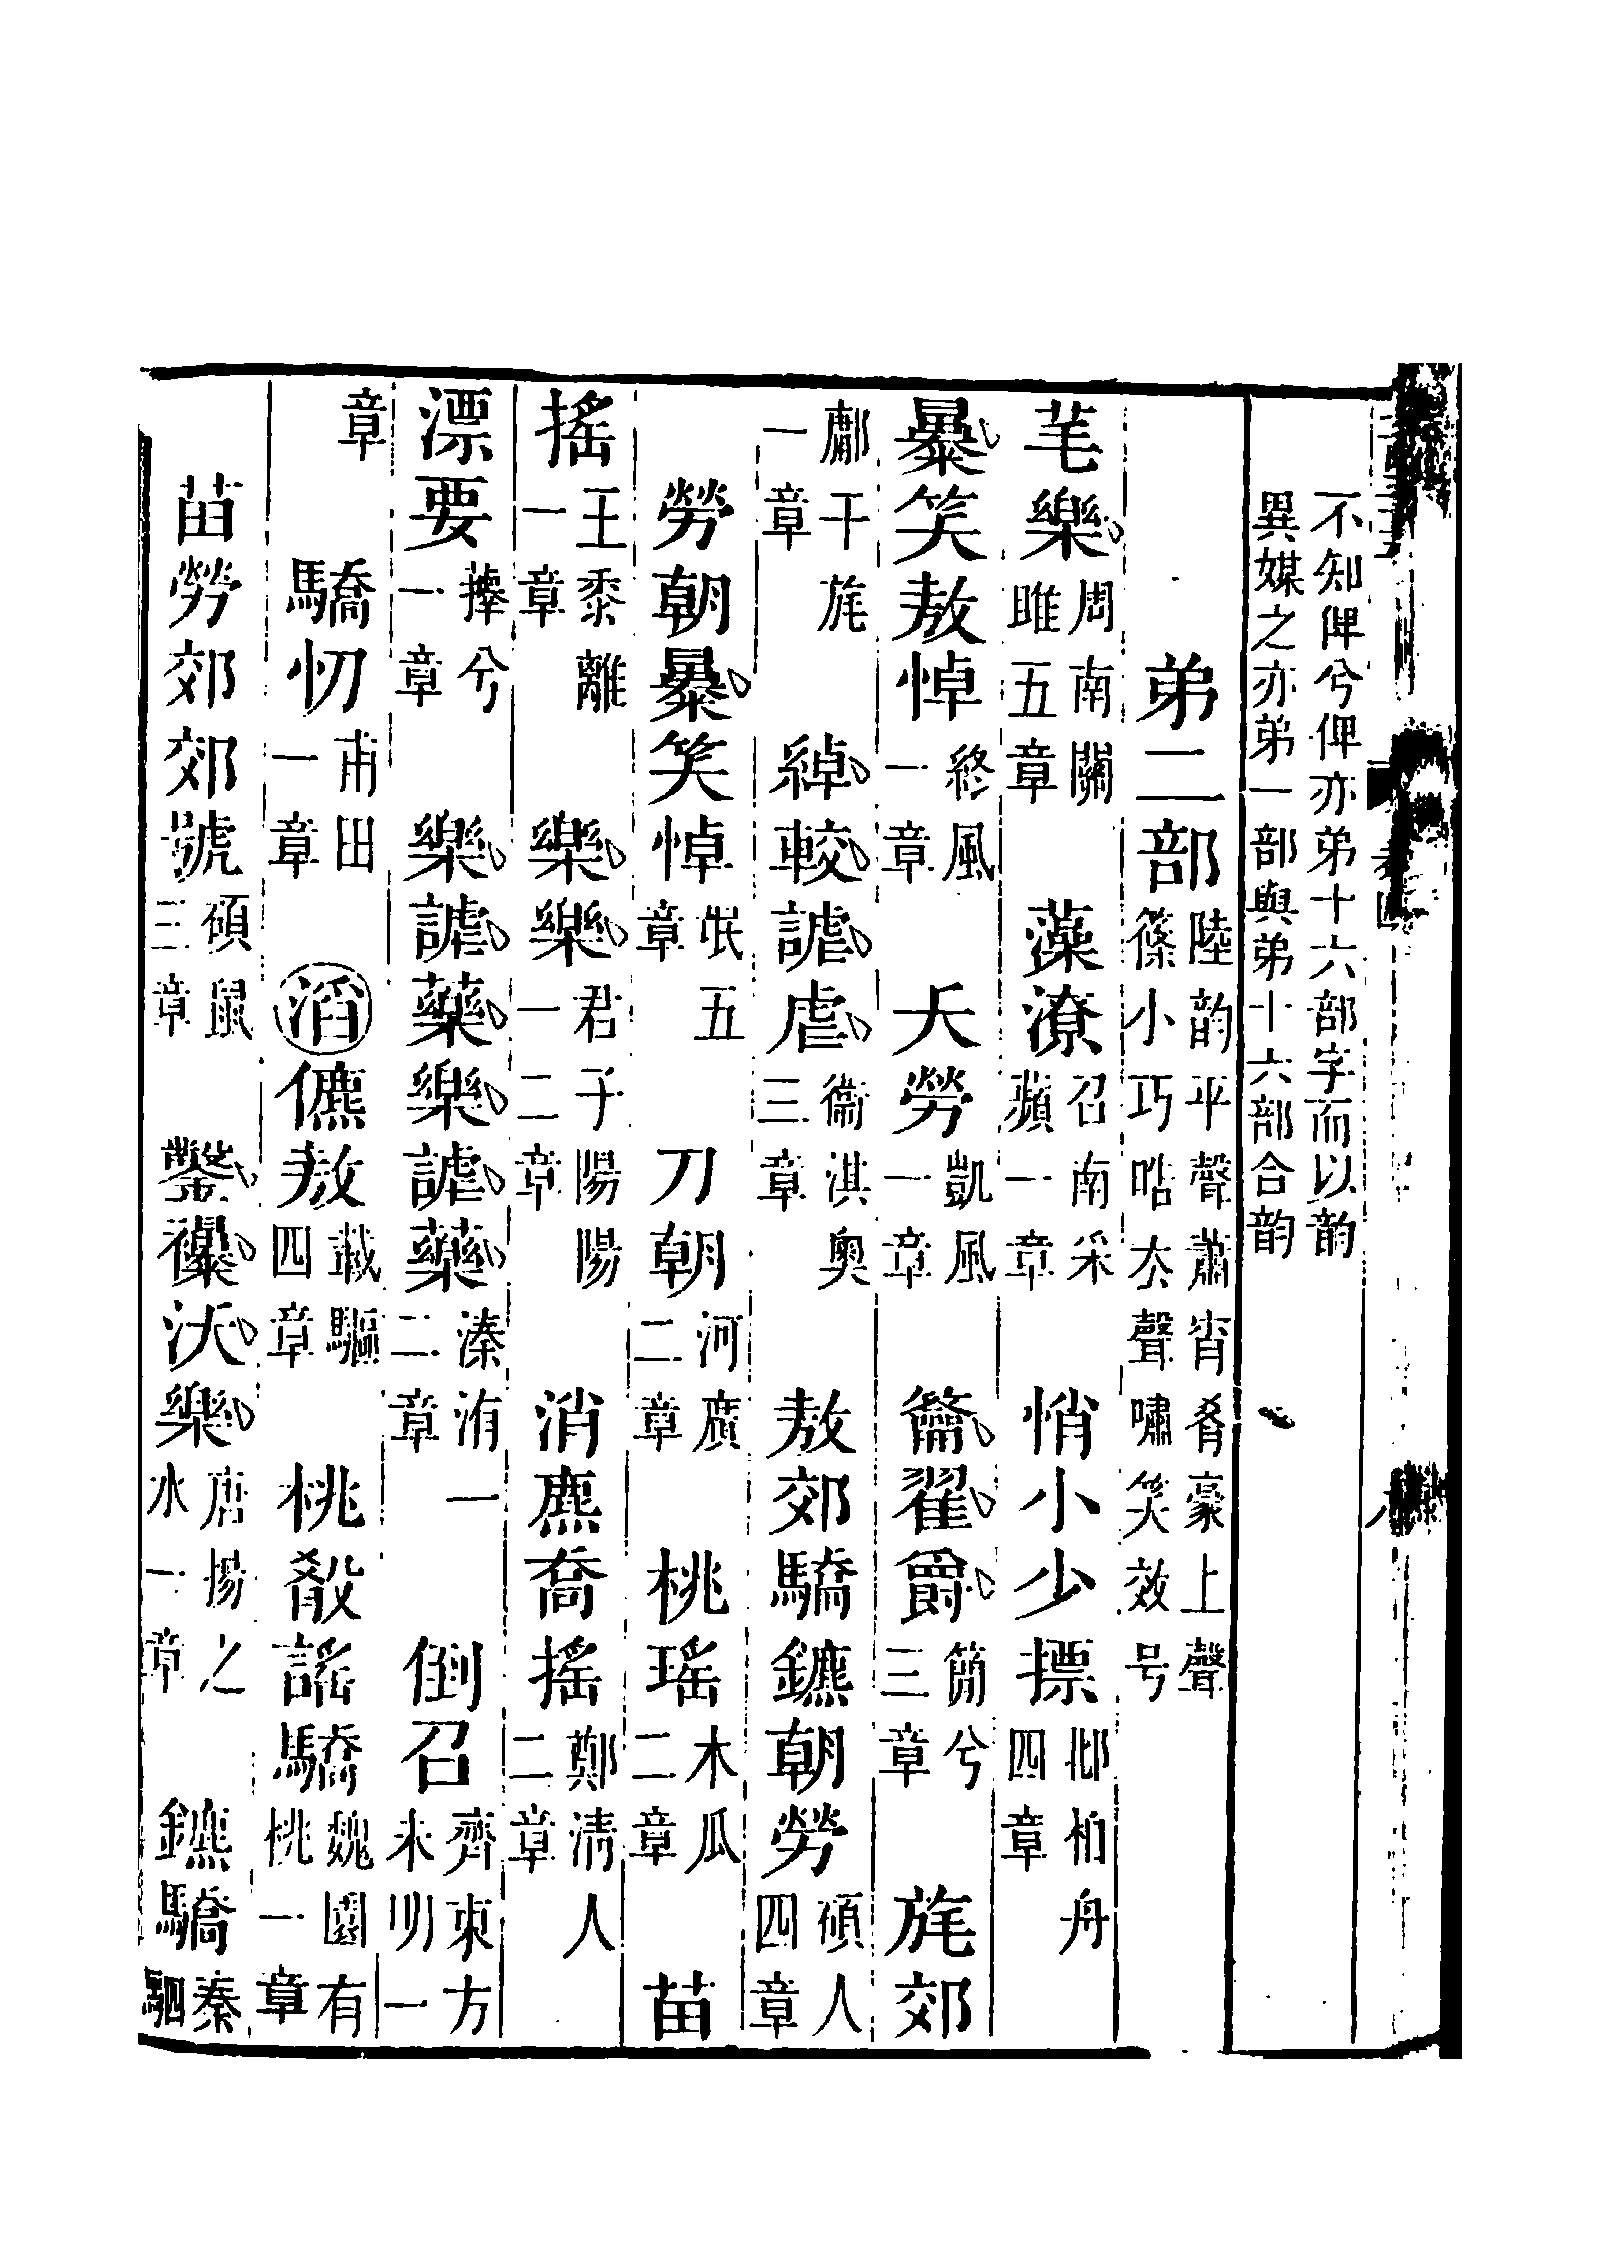 不知俾兮俾亦弟十六部字而以韵
異媒之亦弟一部與弟十六部合韵
弟二部 陸韵平聲蕭宵肴豪上聲
篠小巧晧去聲嘯笑效号
芼樂 周南關雎五章 藻潦 召南采蘋一章 悄小少摽 邶柏舟四章
暴笑敖悼 終風一章 夭勞 凱風一章 籥翟爵 簡兮三章 旄郊
鄘干旄一章 綽較謔虐 衞淇奧三章 敖郊驕鑣朝勞 碩人四章
勞朝暴笑悼 氓五章 刀朝 河廣二章 桃瑤 木瓜二章 苗
搖 王黍離一章 樂樂 君子陽陽一二章 消麃喬搖 鄭清人二章
漂要 蘀兮二章 樂謔藥樂謔藥 溱洧一二章 倒召 齊東方未明一
章 驕忉 甫田一章 滔儦敖 載驅四章 桃殽謠驕 魏園有桃一章
苗勞郊郊號 碩鼠三章 鑿襮沃樂 唐揚之水一章 鑣驕 秦駟